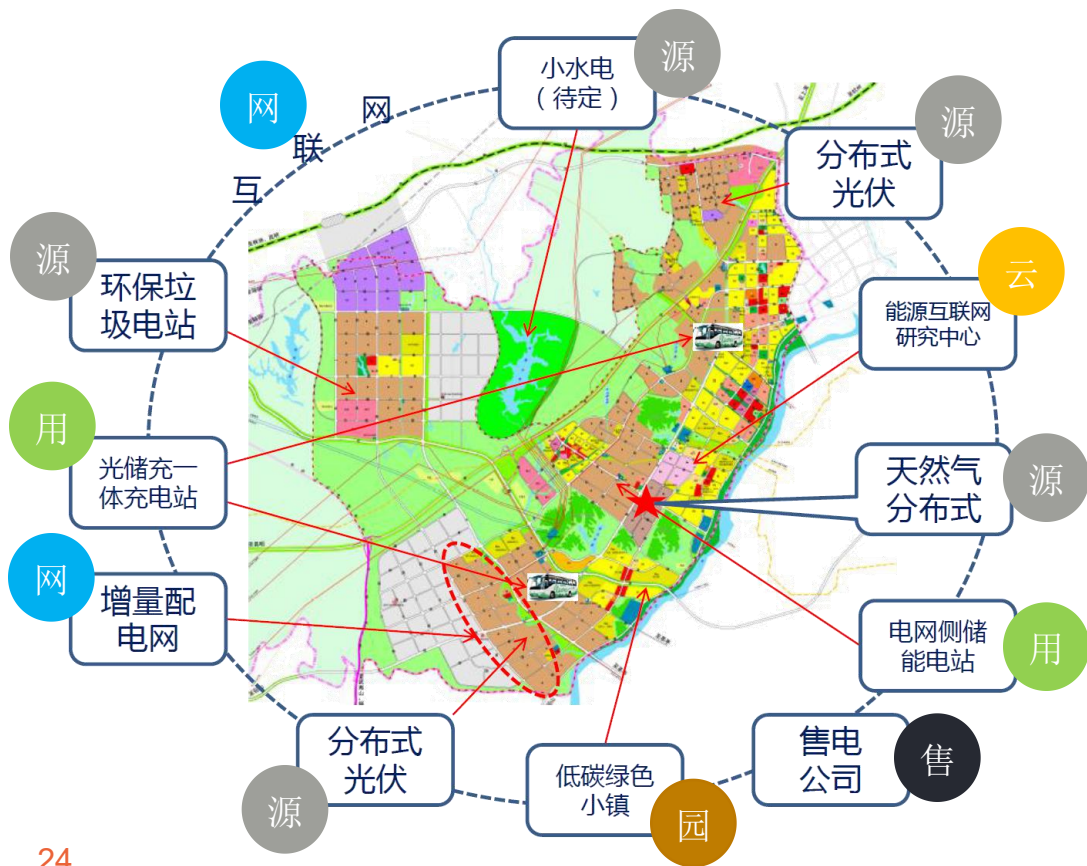 源
小水电
（待定）
网
网
联
互
源
分布式
光伏
源
环保垃
圾电站
云
能源互联网
研究中心
用
光储充一
体充电站
天然气
分布式
源
网
增量配
电网
电网侧储
能电站
用
分布式
光伏
源
低碳绿色
小镇
园
售电
公司
售
24